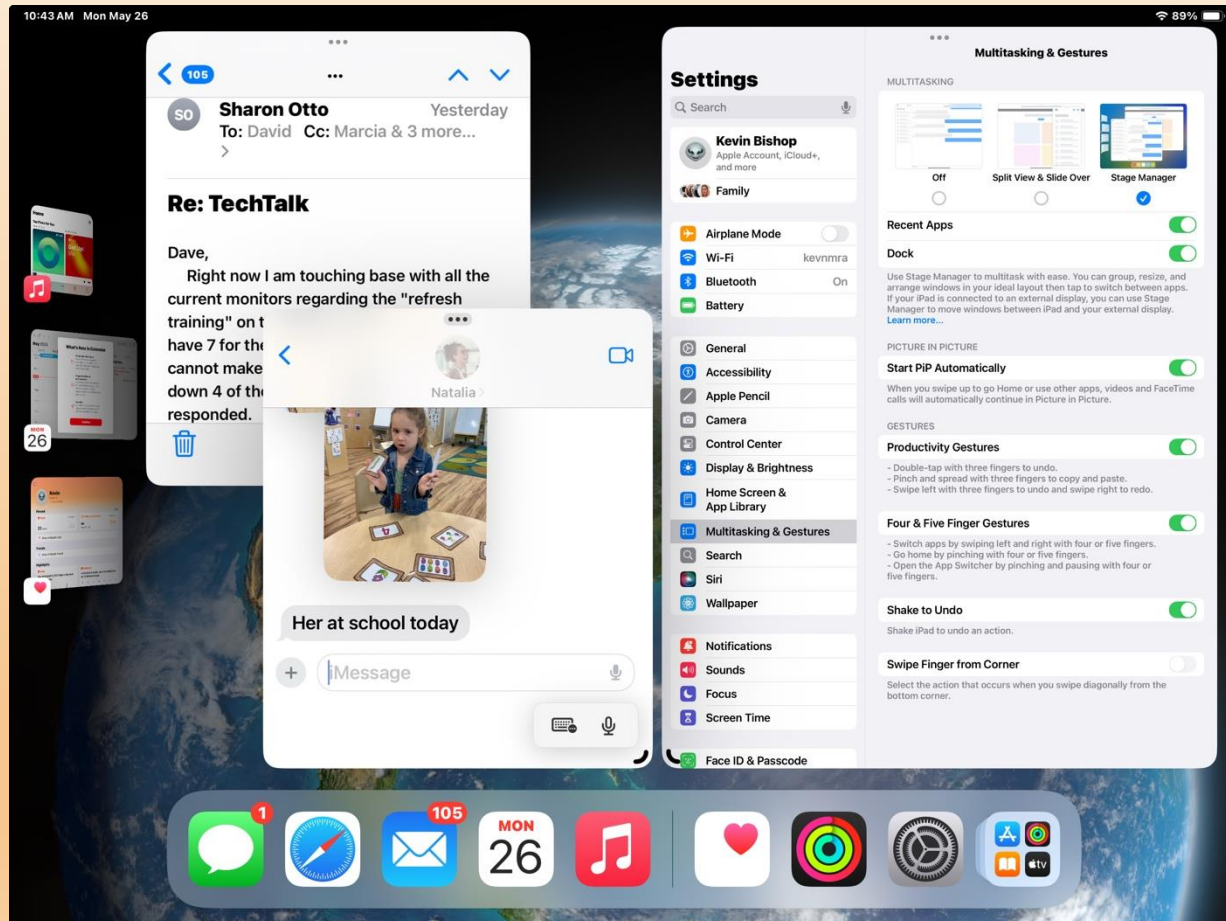 10:43 AM Mon May 26
89%
105
SO
Sharon Otto
Yesterday
To: David Cc: Marcia & 3 more...
Re: TechTalk
Dave,
Right now I am touching base with all the
current monitors regarding the "refresh
training" on t
have 7 for the
cannot make
down 4 of the
responded.
Natalia
Her at school today
iMessage
Home
MON
26
Settings
Search
Kevin Bishop
Apple Account, iCloud+,
and more
Family
Airplane Mode
Wi-Fi
kevnmra
Bluetooth
On
Battery
General
Accessibility
Apple Pencil
Camera
Control Center
Display & Brightness
Home Screen &
App Library
Multitasking & Gestures
Search
Siri
Wallpaper
Notifications
Sounds
Focus
Screen Time
Face ID & Passcode
Multitasking & Gestures
MULTITASKING
Off
Split View & Slide Over
Stage Manager
Recent Apps
Dock
Use Stage Manager to multitask with ease. You can group, resize, and
arrange windows in your ideal layout then tap to switch between apps.
If your iPad is connected to an external display, you can use Stage
Manager to move windows between iPad and your external display.
Learn more...
PICTURE IN PICTURE
Start PiP Automatically
When you swipe up to go Home or use other apps, videos and FaceTime
calls will automatically continue in Picture in Picture.
GESTURES
Productivity Gestures
- Double-tap with three fingers to undo.
- Pinch and spread with three fingers to copy and paste.
- Swipe left with three fingers to undo and swipe right to redo.
Four & Five Finger Gestures
- Switch apps by swiping left and right with four or five fingers.
- Go home by pinching with four or five fingers.
- Open the App Switcher by pinching and pausing with four or
five fingers.
Shake to Undo
Shake iPad to undo an action.
Swipe Finger from Corner
Select the action that occurs when you swipe diagonally from the
bottom corner.
1
105
MON
26
tv